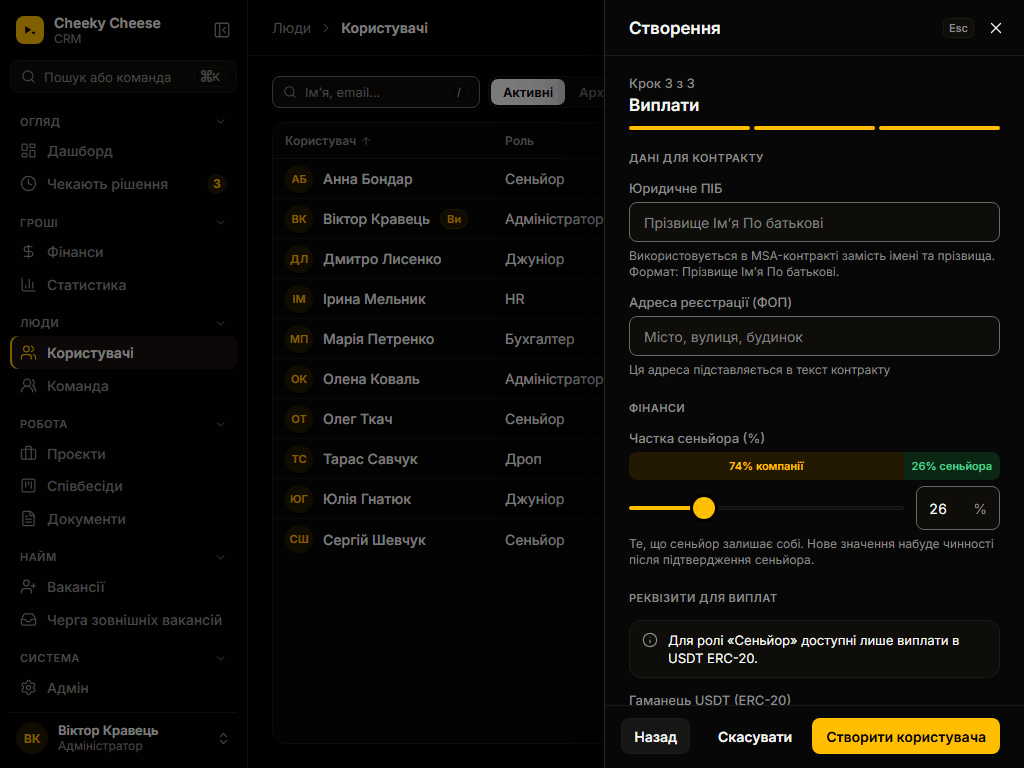 Cheeky Cheese
CRM
Пошук або команда
⌘K
ОГЛЯД
Дашборд
Чекають рішення
3
ГРОШІ
Фінанси
Статистика
ЛЮДИ
Користувачі
Команда
РОБОТА
Проєкти
Співбесіди
Документи
НАЙМ
Вакансії
Черга зовнішніх вакансій
СИСТЕМА
Адмін
ВК
Віктор Кравець
Адміністратор
Люди
Користувачі
Ім’я, email...
/
Активні
Арх
Користувач ↑
Роль
АБ Анна Бондар Сеньйор
ВК Віктор Кравець Ви Адміністратор
ДЛ Дмитро Лисенко Джуніор
ІМ Ірина Мельник HR
МП Марія Петренко Бухгалтер
ОК Олена Коваль Адміністратор
ОТ Олег Ткач Сеньйор
ТС Тарас Савчук Дроп
ЮГ Юлія Гнатюк Джуніор
СШ Сергій Шевчук Сеньйор
Створення
Esc
Крок 3 з 3
Виплати
ДАНІ ДЛЯ КОНТРАКТУ
Юридичне ПІБ
Прізвище Ім’я По батькові
Використовується в MSA-контракті замість імені та прізвища.
Формат: Прізвище Ім’я По батькові.
Адреса реєстрації (ФОП)
Місто, вулиця, будинок
Ця адреса підставляється в текст контракту
ФІНАНСИ
Частка сеньйора (%)
74% компанії
26% сеньйора
26 %
Те, що сеньйор залишає собі. Нове значення набуде чинності
після підтвердження сеньйора.
РЕКВІЗИТИ ДЛЯ ВИПЛАТ
Для ролі «Сеньйор» доступні лише виплати в
USDT ERC-20.
Гаманець USDT (ERC-20)
Назад
Скасувати
Створити користувача